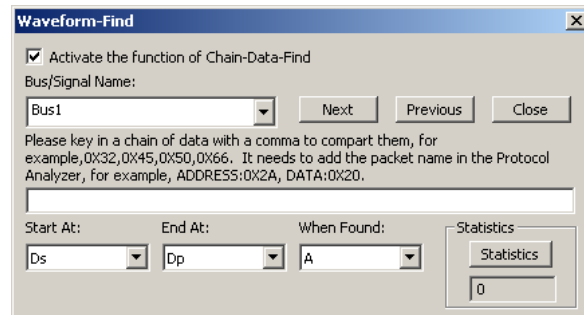 Waveform-Find
Activate the function of Chain-Data-Find
Bus/Signal Name:
Bus1 Next Previous Close
Please key in a chain of data with a comma to compart them, for
example,0X32,0X45,0X50,0X66. It needs to add the packet name in the Protocol
Analyzer, for example, ADDRESS:0X2A, DATA:0X20.
Start At: End At: When Found: Statistics
Ds Dp A Statistics
0